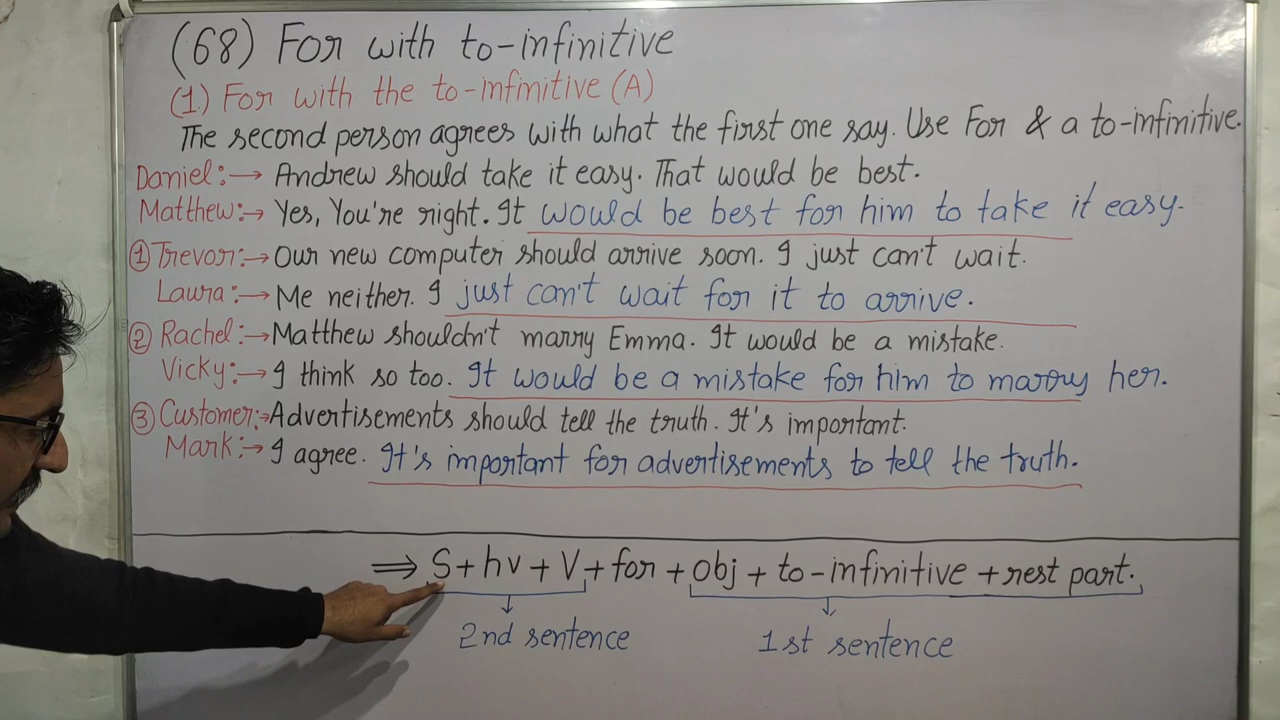 (68) For with to-infinitive
(1) For with the to-infinitive (A)
The second person agrees with what the first one say. Use For & a to-infinitive.
Daniel:→ Andrew should take it easy. That would be best.
Matthew:→ Yes, You're right. It would be best for him to take it easy.
① Trevor:→ Our new computer should arrive soon. I just can't wait.
Laura:→ Me neither. I just can't wait for it to arrive.
② Rachel:→ Matthew shouldn't marry Emma. It would be a mistake.
Vicky:→ I think so too. It would be a mistake for him to marry her.
③ Customer:→ Advertisements should tell the truth. It's important.
Mark:→ I agree. It's important for advertisements to tell the truth.
⇒ S + hv + V + for + obj + to-infinitive + rest part.
2nd sentence 1st sentence